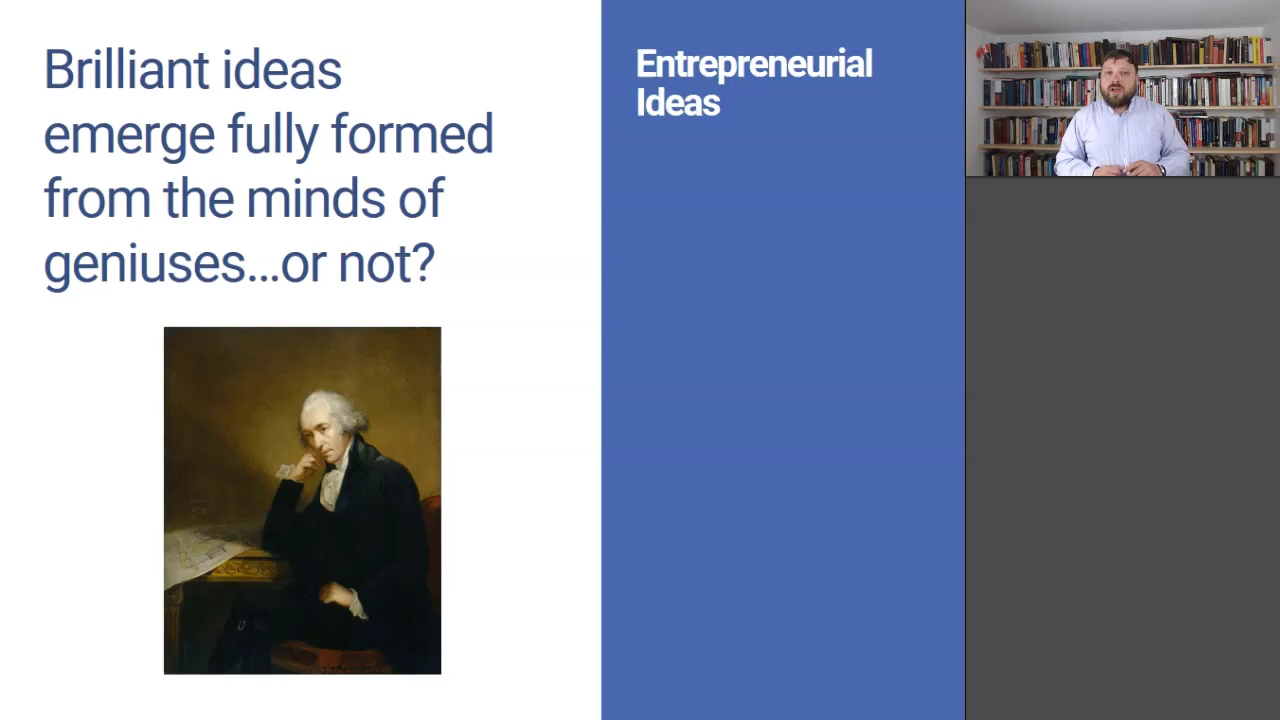 Brilliant ideas
emerge fully formed
from the minds of
geniuses...or not?
Entrepreneurial
Ideas